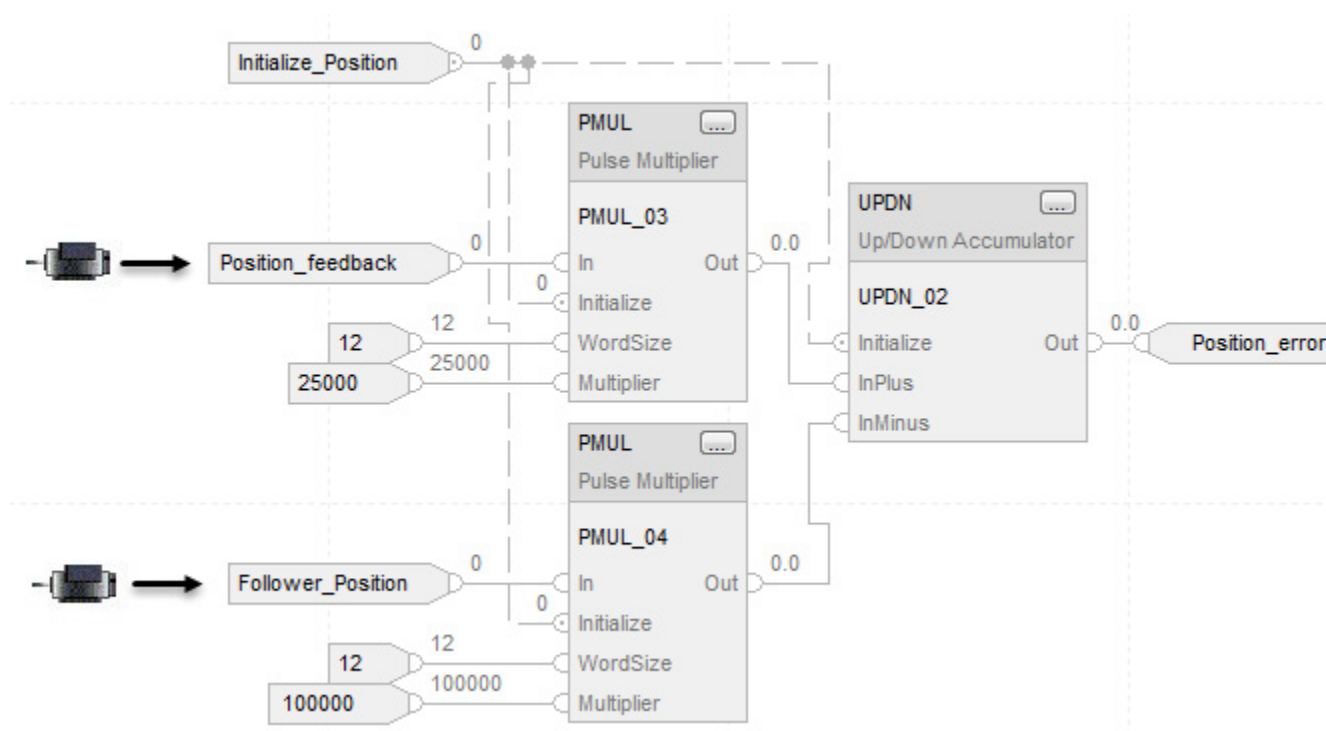 0
Initialize_Position
PMUL ...
Pulse Multiplier
PMUL_03
UPDN ...
Up/Down Accumulator
UPDN_02
0
Position_feedback
In Out
0.0
0
Initialize
12
12
WordSize
25000
25000
Multiplier
Initialize Out
0.0
Position_error
InPlus
InMinus
PMUL ...
Pulse Multiplier
PMUL_04
0
Follower_Position
In Out
0.0
0
Initialize
12
12
WordSize
100000
100000
Multiplier